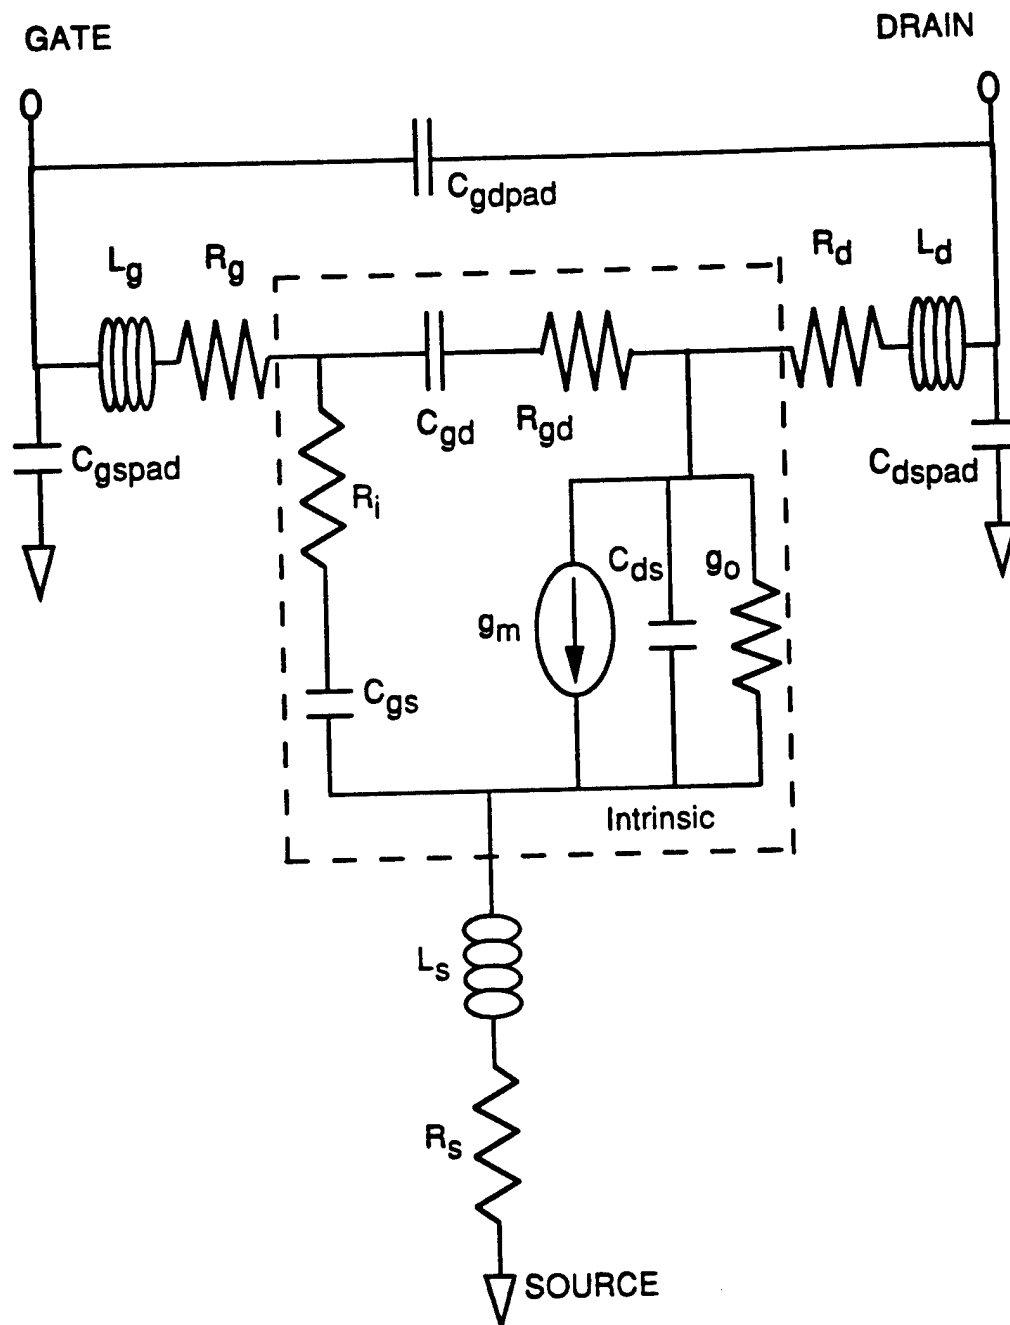 GATE
DRAIN
Cgdpad
Lg
Rg
Rd
Ld
Cgd
Rgd
Cgspad
Cdspad
Ri
Cds
go
gm
Cgs
Intrinsic
Ls
Rs
SOURCE